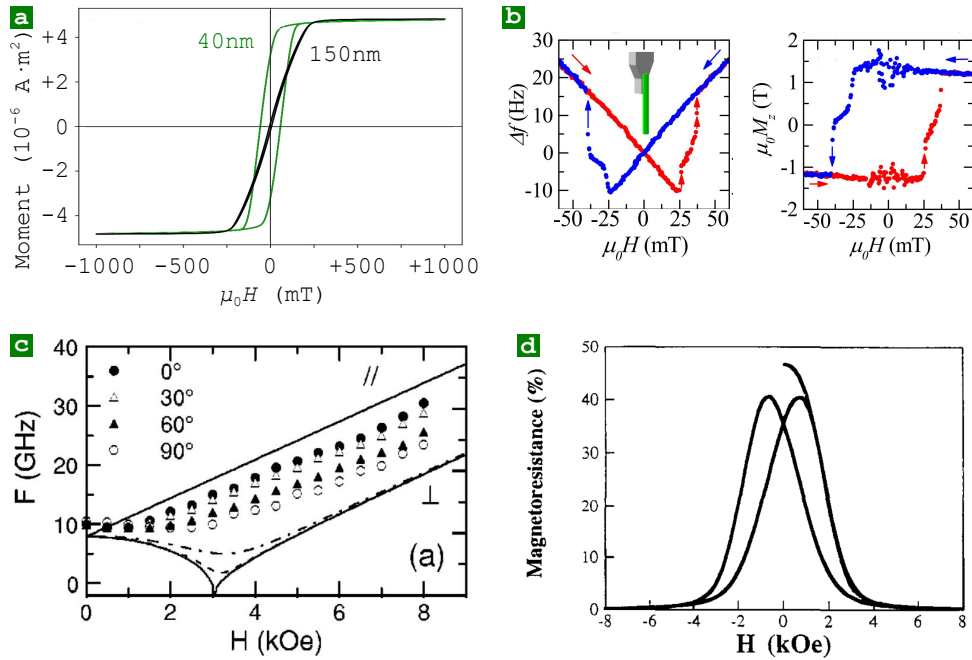 a
Moment (10⁻⁶ A·m²)
+4
+2
0
−2
−4
40nm
150nm
−1000 −500 0 +500 +1000
μ₀H (mT)
b
Δf (Hz)
30
25
20
15
10
5
0
-5
-10
-50 -25 0 25 50
μ₀H (mT)
μ₀M_z (T)
2
1
0
-1
-2
-50 -25 0 25 50
μ₀H (mT)
c
F (GHz)
40
30
20
10
0
0°
30°
60°
90°
//
⊥
(a)
0 2 4 6 8
H (kOe)
d
Magnetoresistance (%)
50
40
30
20
10
0
-8 -6 -4 -2 0 2 4 6 8
H (kOe)